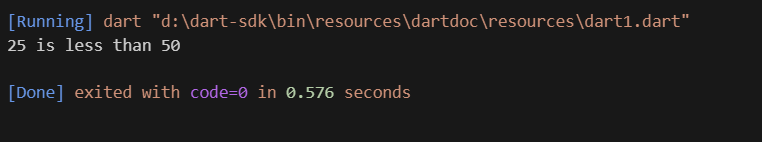 [Running] dart "d:\dart-sdk\bin\resources\dartdoc\resources\dart1.dart"
25 is less than 50
[Done] exited with code=0 in 0.576 seconds